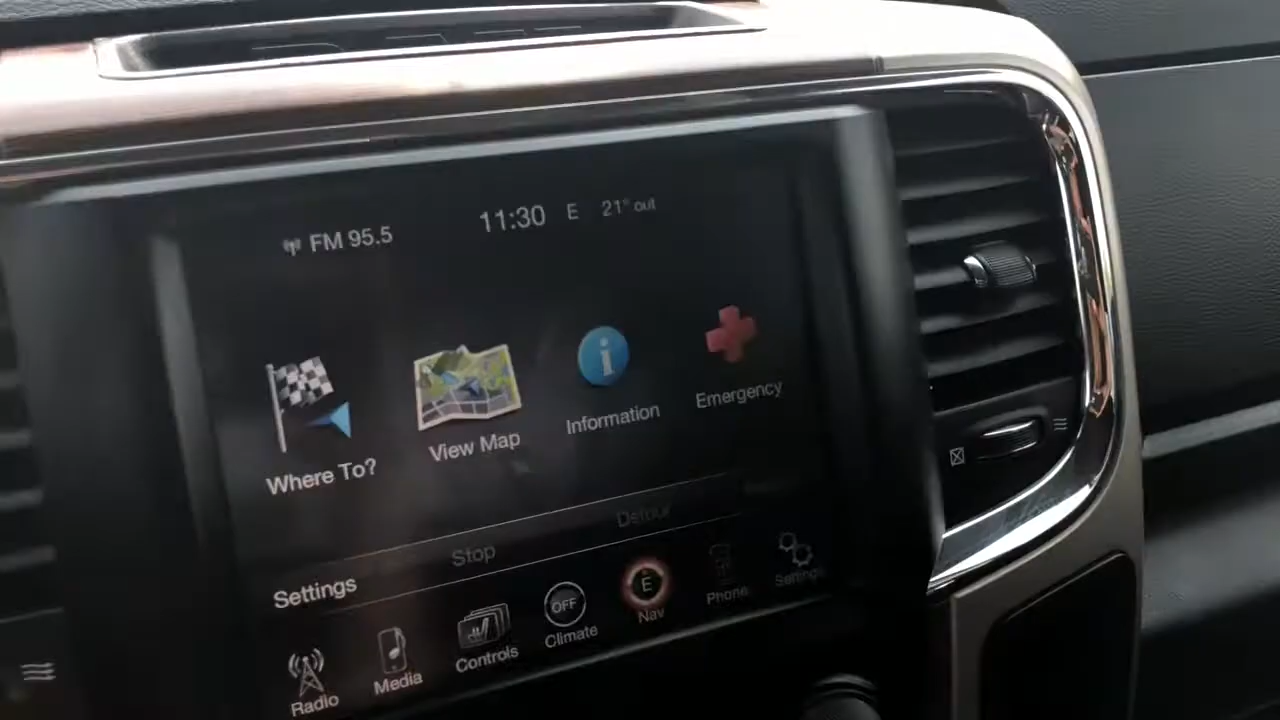 FM 95.5 11:30 E 21° out
Where To? View Map Information Emergency
Settings Stop Detour
Radio Media Controls OFF Climate E Nav Phone Settings